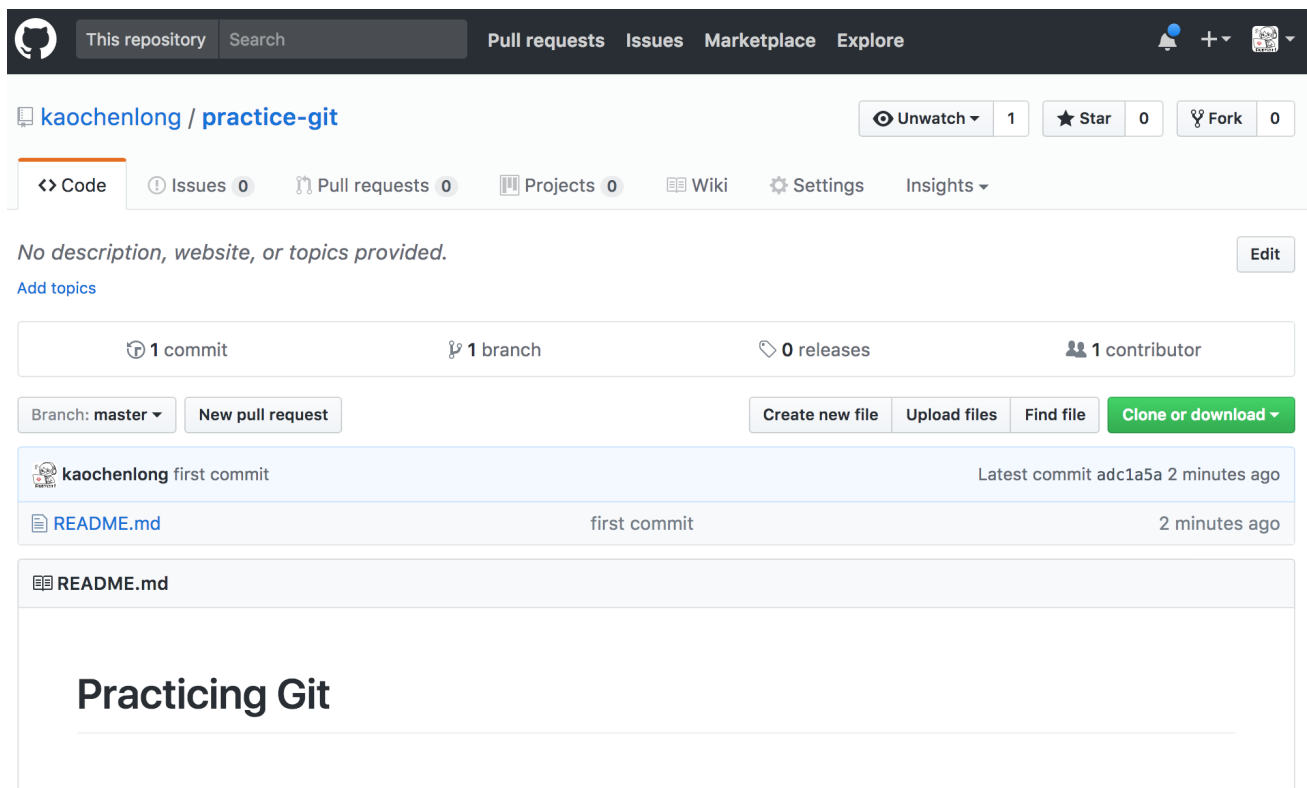 This repository Search Pull requests Issues Marketplace Explore
kaochenlong / practice-git Unwatch 1 Star 0 Fork 0
Code Issues 0 Pull requests 0 Projects 0 Wiki Settings Insights
No description, website, or topics provided. Edit
Add topics
1 commit 1 branch 0 releases 1 contributor
Branch: master New pull request Create new file Upload files Find file Clone or download
kaochenlong first commit Latest commit adc1a5a 2 minutes ago
README.md first commit 2 minutes ago
README.md
Practicing Git